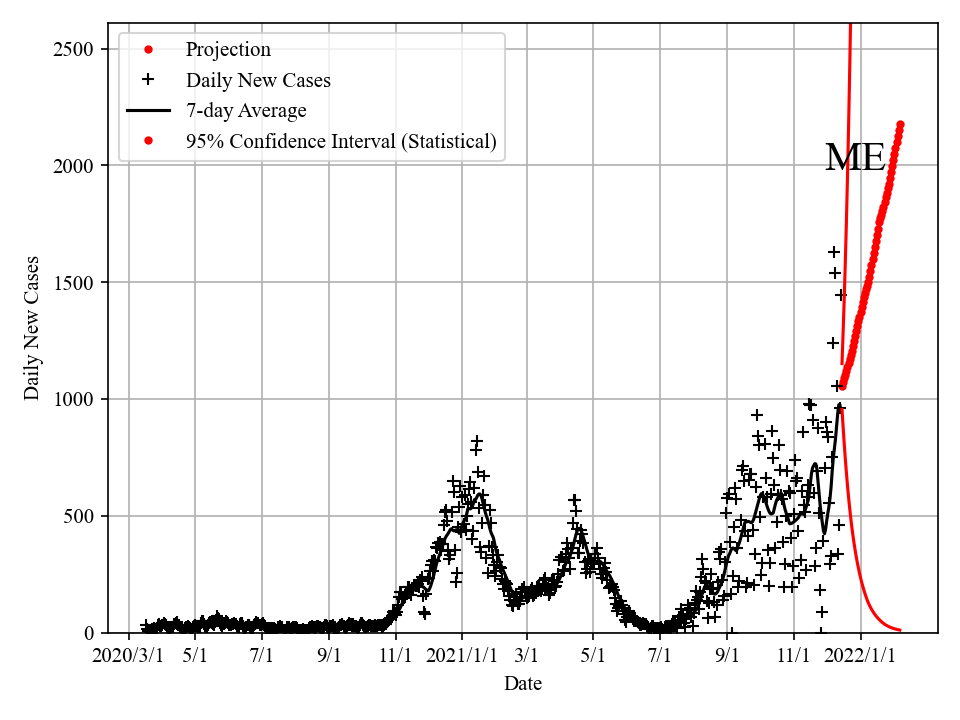 Projection
Daily New Cases
7-day Average
95% Confidence Interval (Statistical)
ME
2500
2000
1500
1000
500
0
Daily New Cases
2020/3/1 5/1 7/1 9/1 11/1 2021/1/1 3/1 5/1 7/1 9/1 11/1 2022/1/1
Date